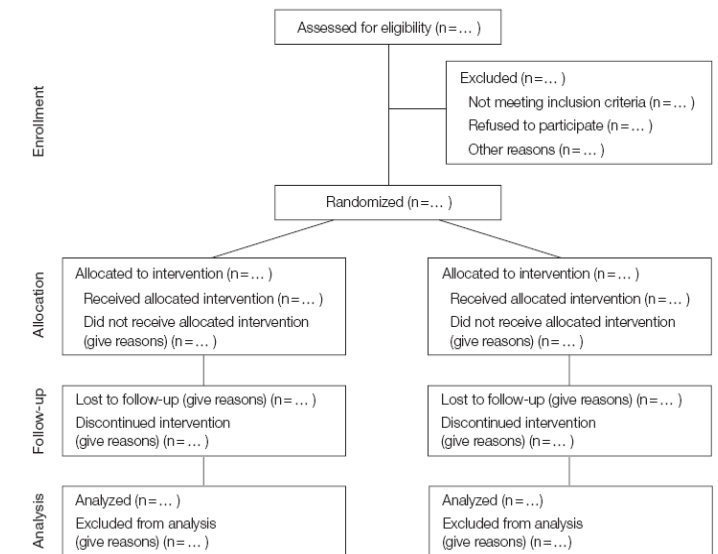 Assessed for eligibility (n=... )
Enrollment
Excluded (n=... )
Not meeting inclusion criteria (n=... )
Refused to participate (n=... )
Other reasons (n=... )
Randomized (n=... )
Allocation
Allocated to intervention (n=... )
Received allocated intervention (n=... )
Did not receive allocated intervention
(give reasons) (n=... )
Allocated to intervention (n=... )
Received allocated intervention (n=... )
Did not receive allocated intervention
(give reasons) (n=... )
Follow-up
Lost to follow-up (give reasons) (n=... )
Discontinued intervention
(give reasons) (n=... )
Lost to follow-up (give reasons) (n=... )
Discontinued intervention
(give reasons) (n=... )
Analysis
Analyzed (n=... )
Excluded from analysis
(give reasons) (n=... )
Analyzed (n=...)
Excluded from analysis
(give reasons) (n=...)